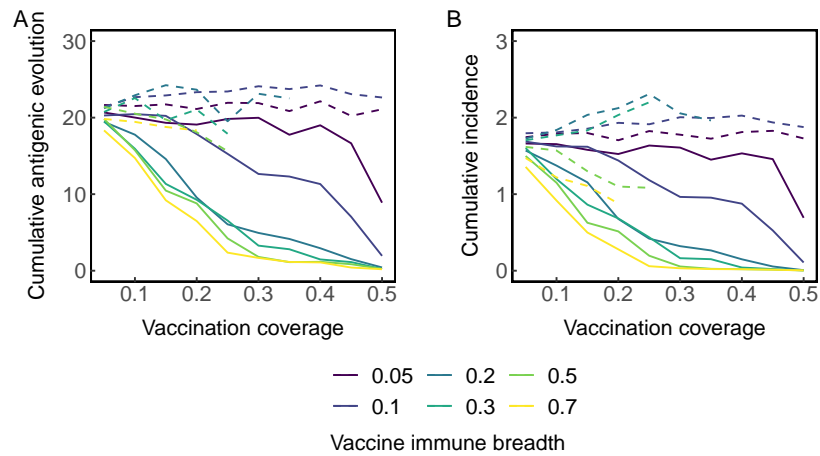 A
Cumulative antigenic evolution
30
20
10
0
0.1 0.2 0.3 0.4 0.5
Vaccination coverage
B
Cumulative incidence
3
2
1
0
0.1 0.2 0.3 0.4 0.5
Vaccination coverage
0.05 0.2 0.5
0.1 0.3 0.7
Vaccine immune breadth